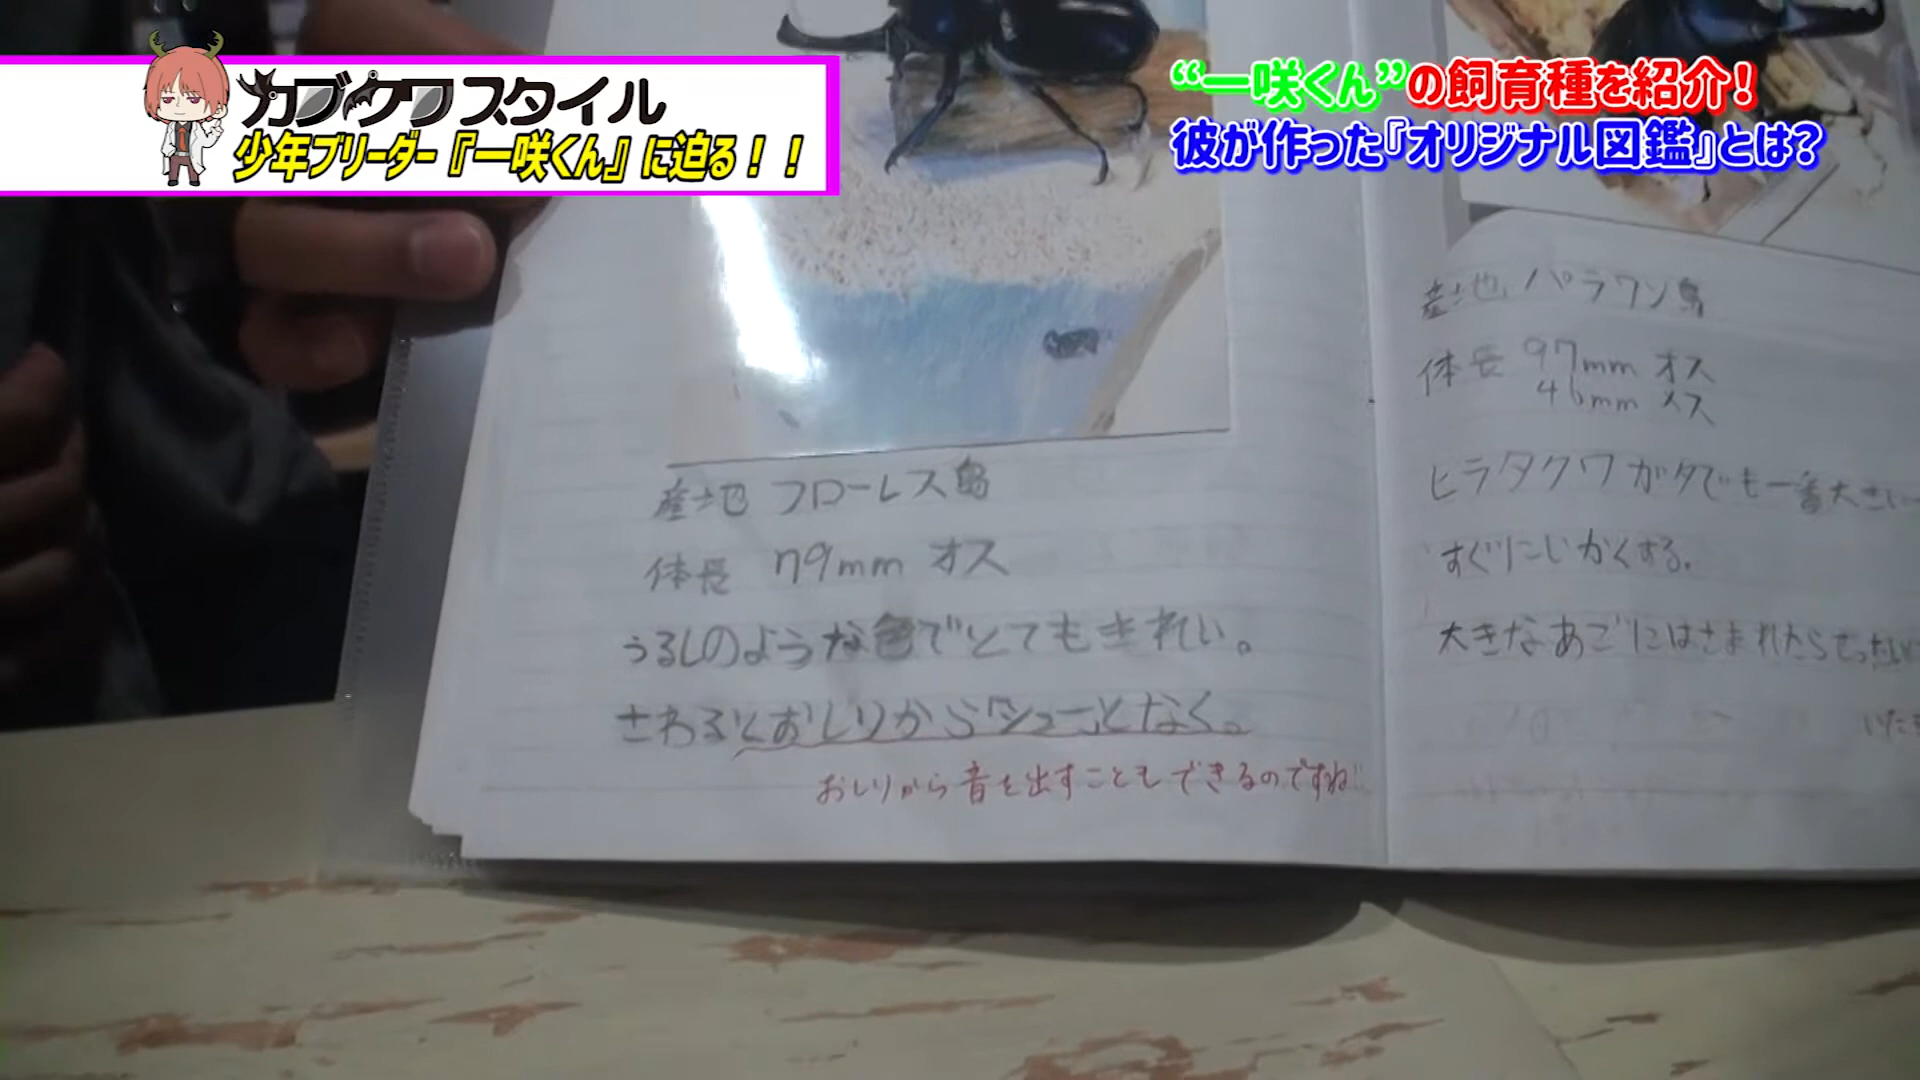 カブクワスタイル
少年ブリーダー『一咲くん』に迫る！！
“一咲くん”の飼育種を紹介！
彼が作った『オリジナル図鑑』とは？
産地 フローレス島
体長 79mm オス
うるしのような色でとてもきれい。
さわるとおしりから「シュー」となく。
おしりから音を出すこともできるのですね!!
産地 パラワン島
体長 97mm オス
46mm メス
ヒラタクワガタでも一番大きい
すぐにいかくする。
大きなあごにはさまれたらぜったいに
いた